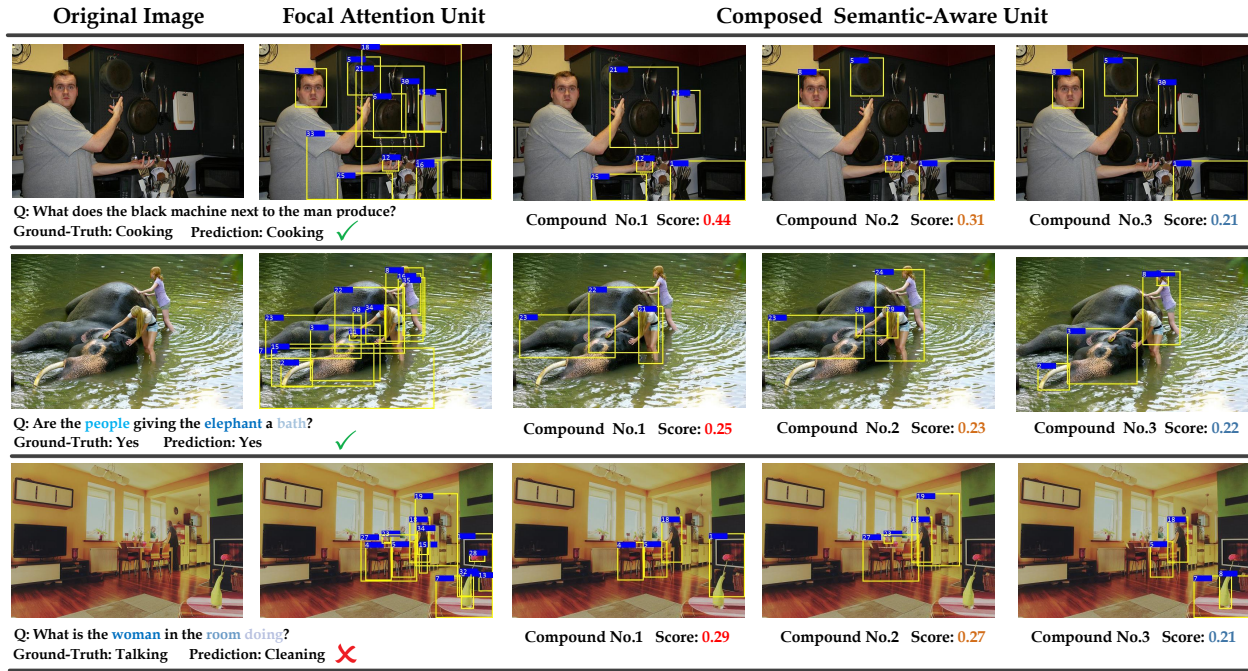 Original Image
Focal Attention Unit
Composed Semantic-Aware Unit
Q: What does the black machine next to the man produce?
Ground-Truth: Cooking Prediction: Cooking ✓
Compound No.1 Score: 0.44
Compound No.2 Score: 0.31
Compound No.3 Score: 0.21
Q: Are the people giving the elephant a bath?
Ground-Truth: Yes Prediction: Yes ✓
Compound No.1 Score: 0.25
Compound No.2 Score: 0.23
Compound No.3 Score: 0.22
Q: What is the woman in the room doing?
Ground-Truth: Talking Prediction: Cleaning ✗
Compound No.1 Score: 0.29
Compound No.2 Score: 0.27
Compound No.3 Score: 0.21